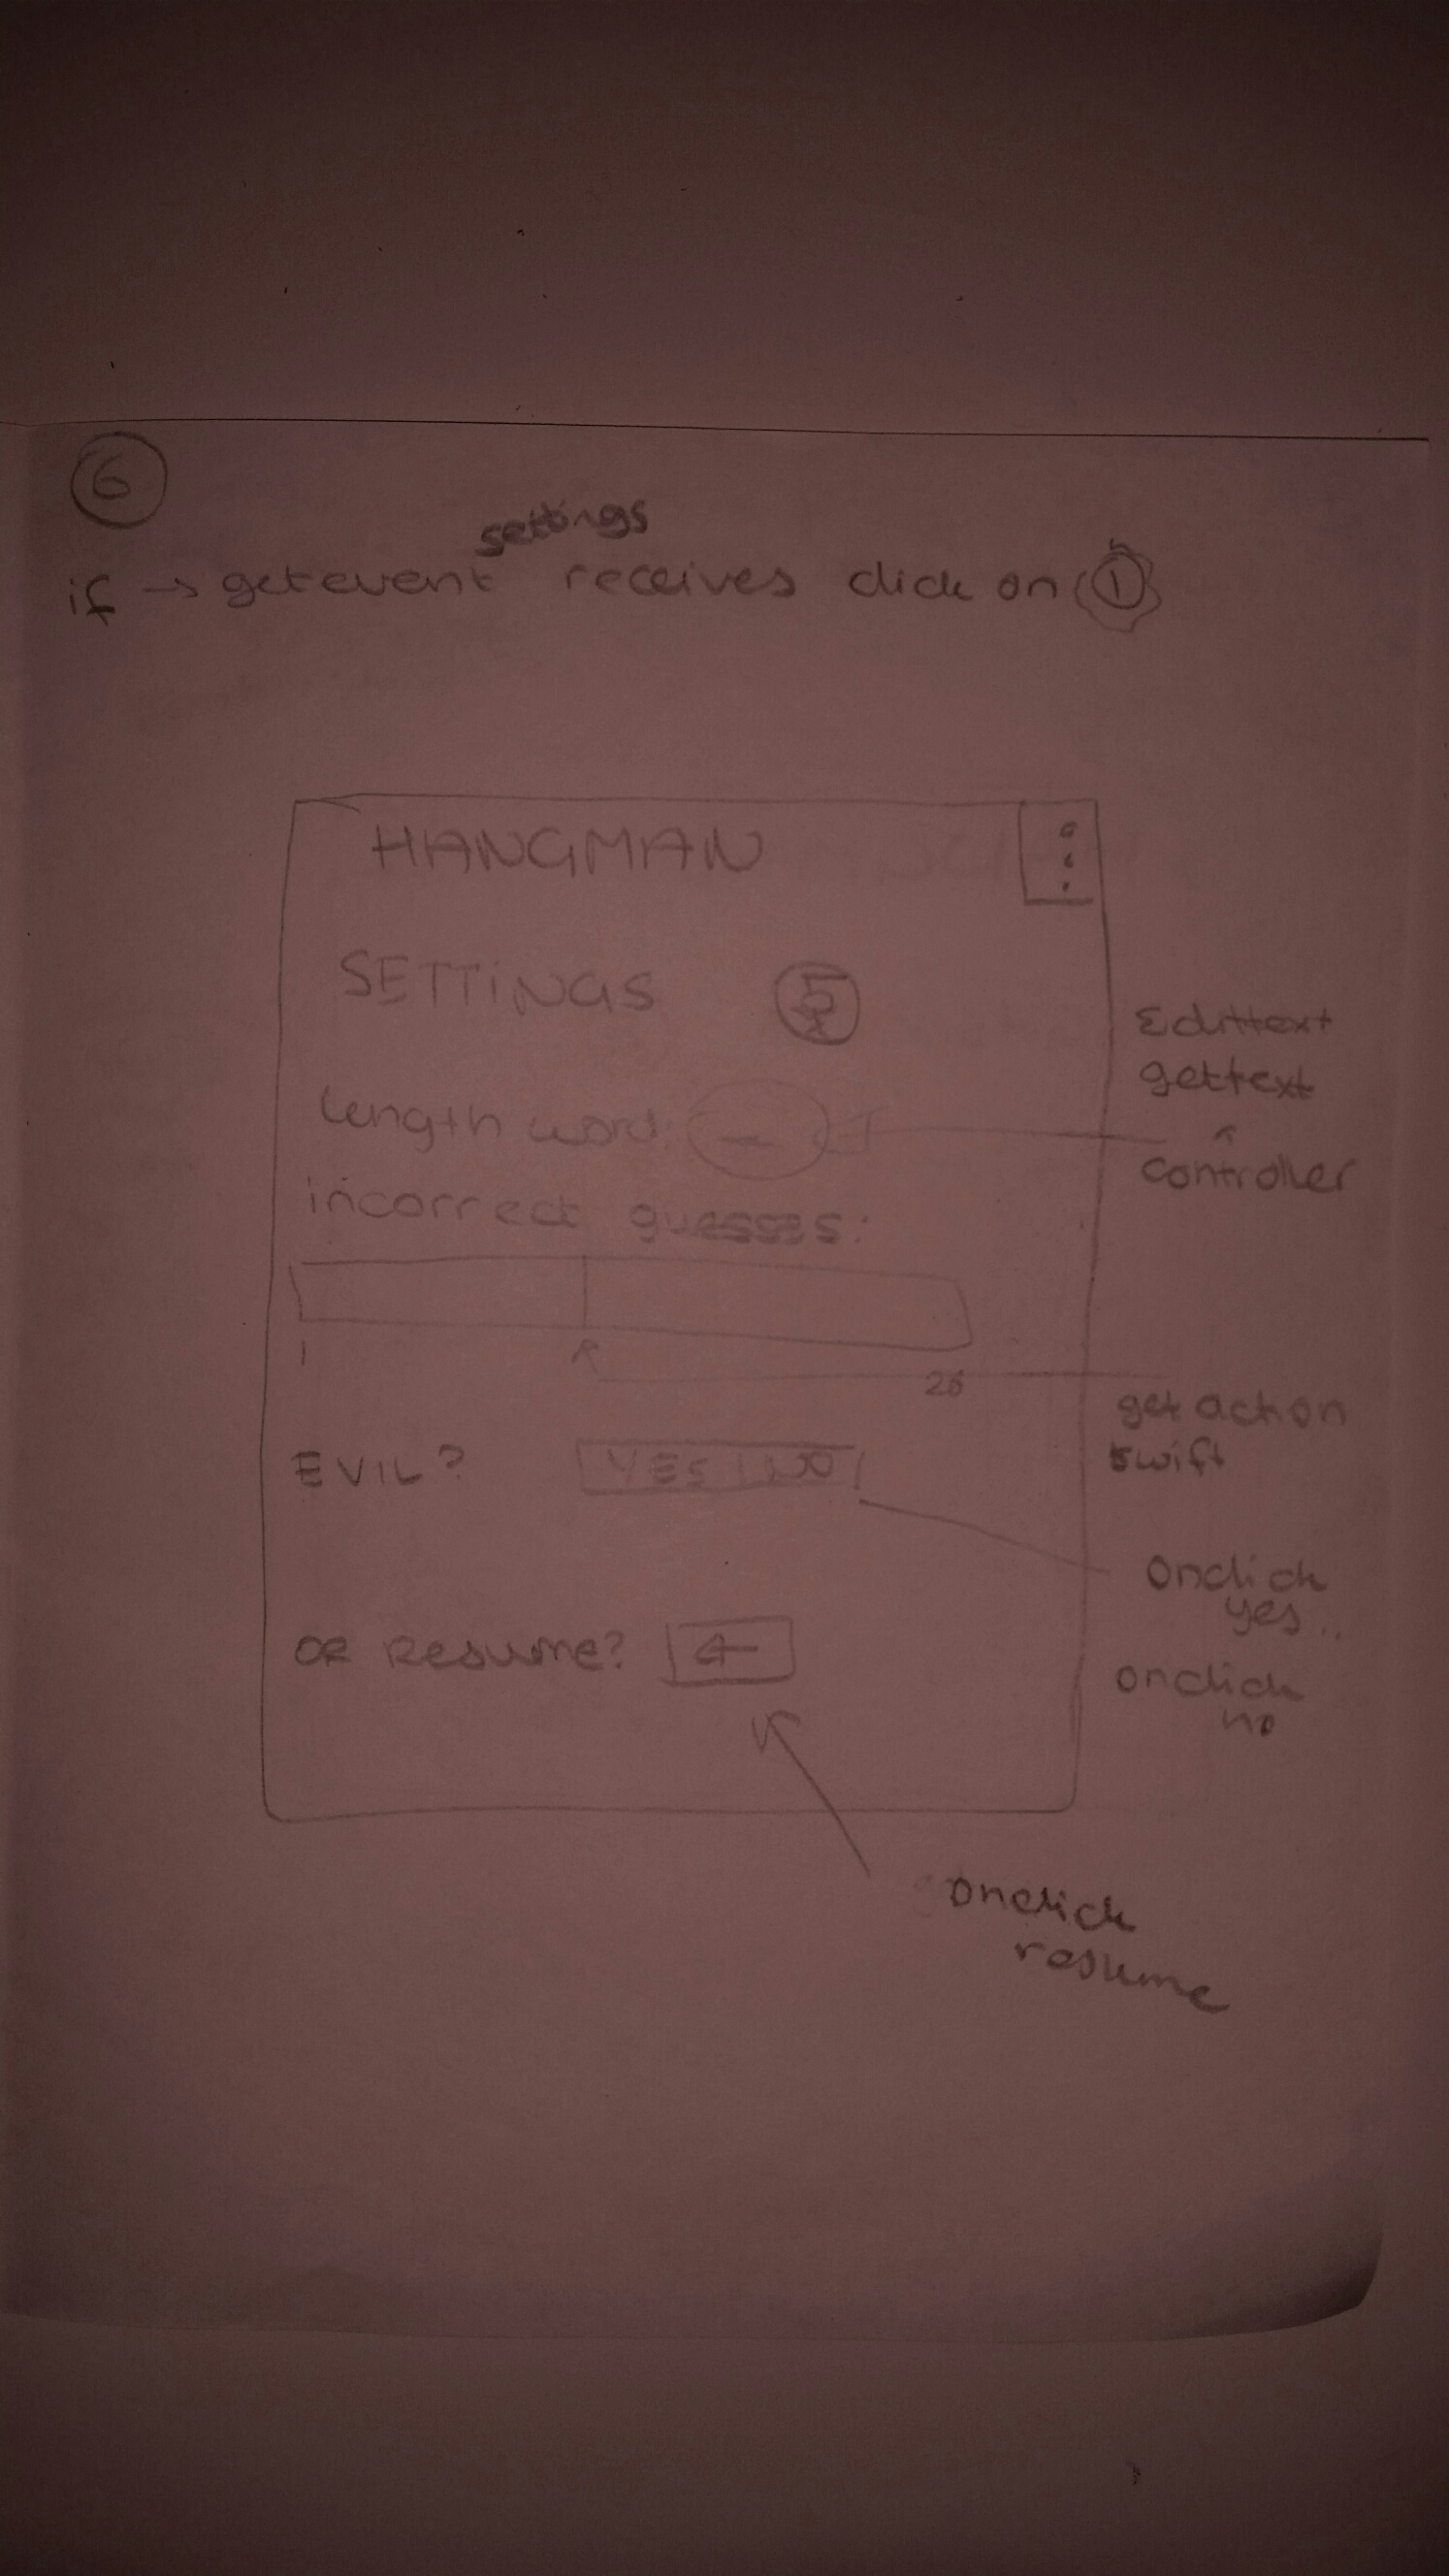 6
settings
if → getevent receives click on 1
HANGMAN
SETTINGS 5
Edittext
gettext
length word:
controller
incorrect guesses:
1
26
get action
swift
EVIL? YES | NO
Onclick
yes..
OR Resume? ←
onclick
no
onclick
resume